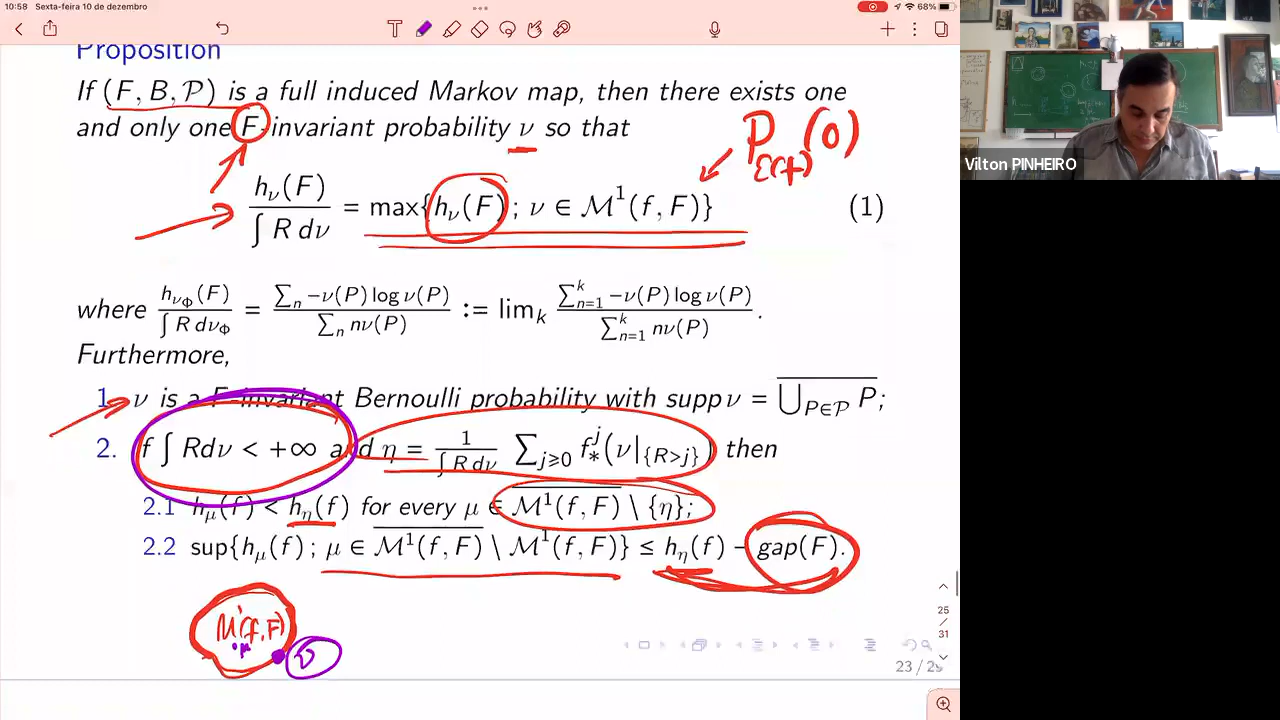 10:58 Sexta-feira 10 de dezembro 68%
Proposition
If (F, B, 𝒫) is a full induced Markov map, then there exists one
and only one F-invariant probability ν so that
P_{ℰ(f)}(0)
h_ν(F) / ∫ R dν = max{h_ν(F) ; ν ∈ ℳ¹(f, F)} (1)
where h_{ν_Φ}(F) / ∫ R dν_Φ = ∑_n −ν(P) log ν(P) / ∑_n nν(P) := lim_k ∑_{n=1}^k −ν(P) log ν(P) / ∑_{n=1}^k nν(P) .
Furthermore,
1. ν is a F-invariant Bernoulli probability with supp ν = \overline{⋃_{P∈𝒫} P};
2. f ∫ Rdν < +∞ and η = 1 / ∫ R dν ∑_{j⩾0} f_*^j(ν|_{{R>j}}) then
2.1 h_μ(f) < h_η(f) for every μ ∈ \overline{ℳ¹(f, F)} \ {η};
2.2 sup{h_μ(f) ; μ ∈ \overline{ℳ¹(f, F)} \ ℳ¹(f, F)} ≤ h_η(f) − gap(F).
M¹(f,F)
μ
ν
25
/
31
23 / 2
Vilton PINHEIRO